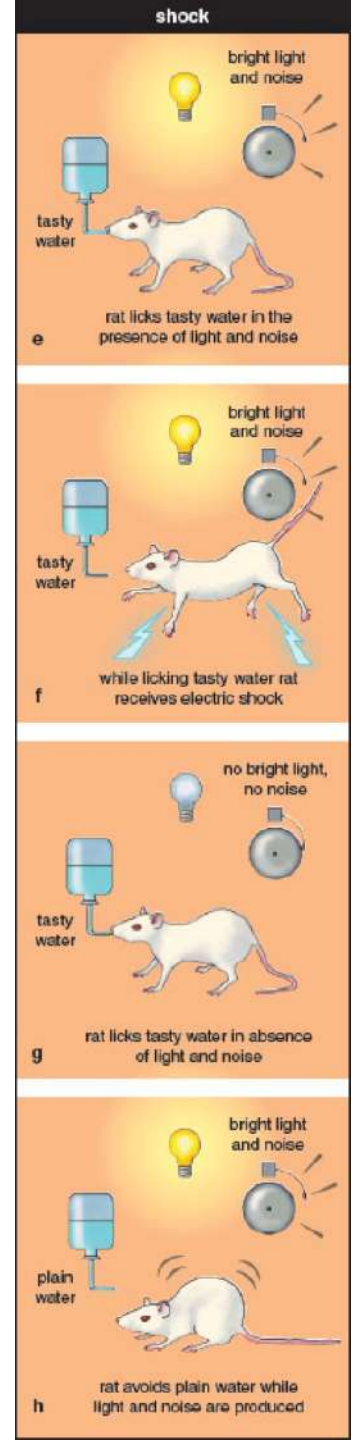 shock
bright light
and noise
tasty
water
rat licks tasty water in the
presence of light and noise
e
bright light
and noise
tasty
water
while licking tasty water rat
receives electric shock
f
no bright light,
no noise
tasty
water
rat licks tasty water in absence
of light and noise
g
bright light
and noise
plain
water
rat avoids plain water while
light and noise are produced
h